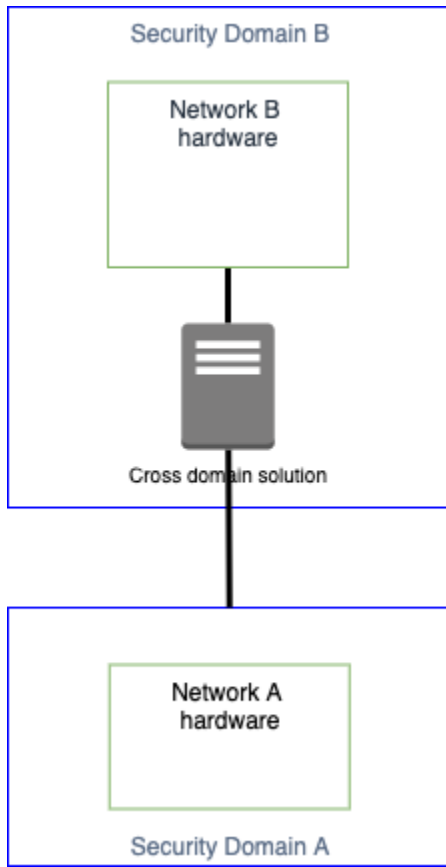 Security Domain B
Network B
hardware
Cross domain solution
Network A
hardware
Security Domain A